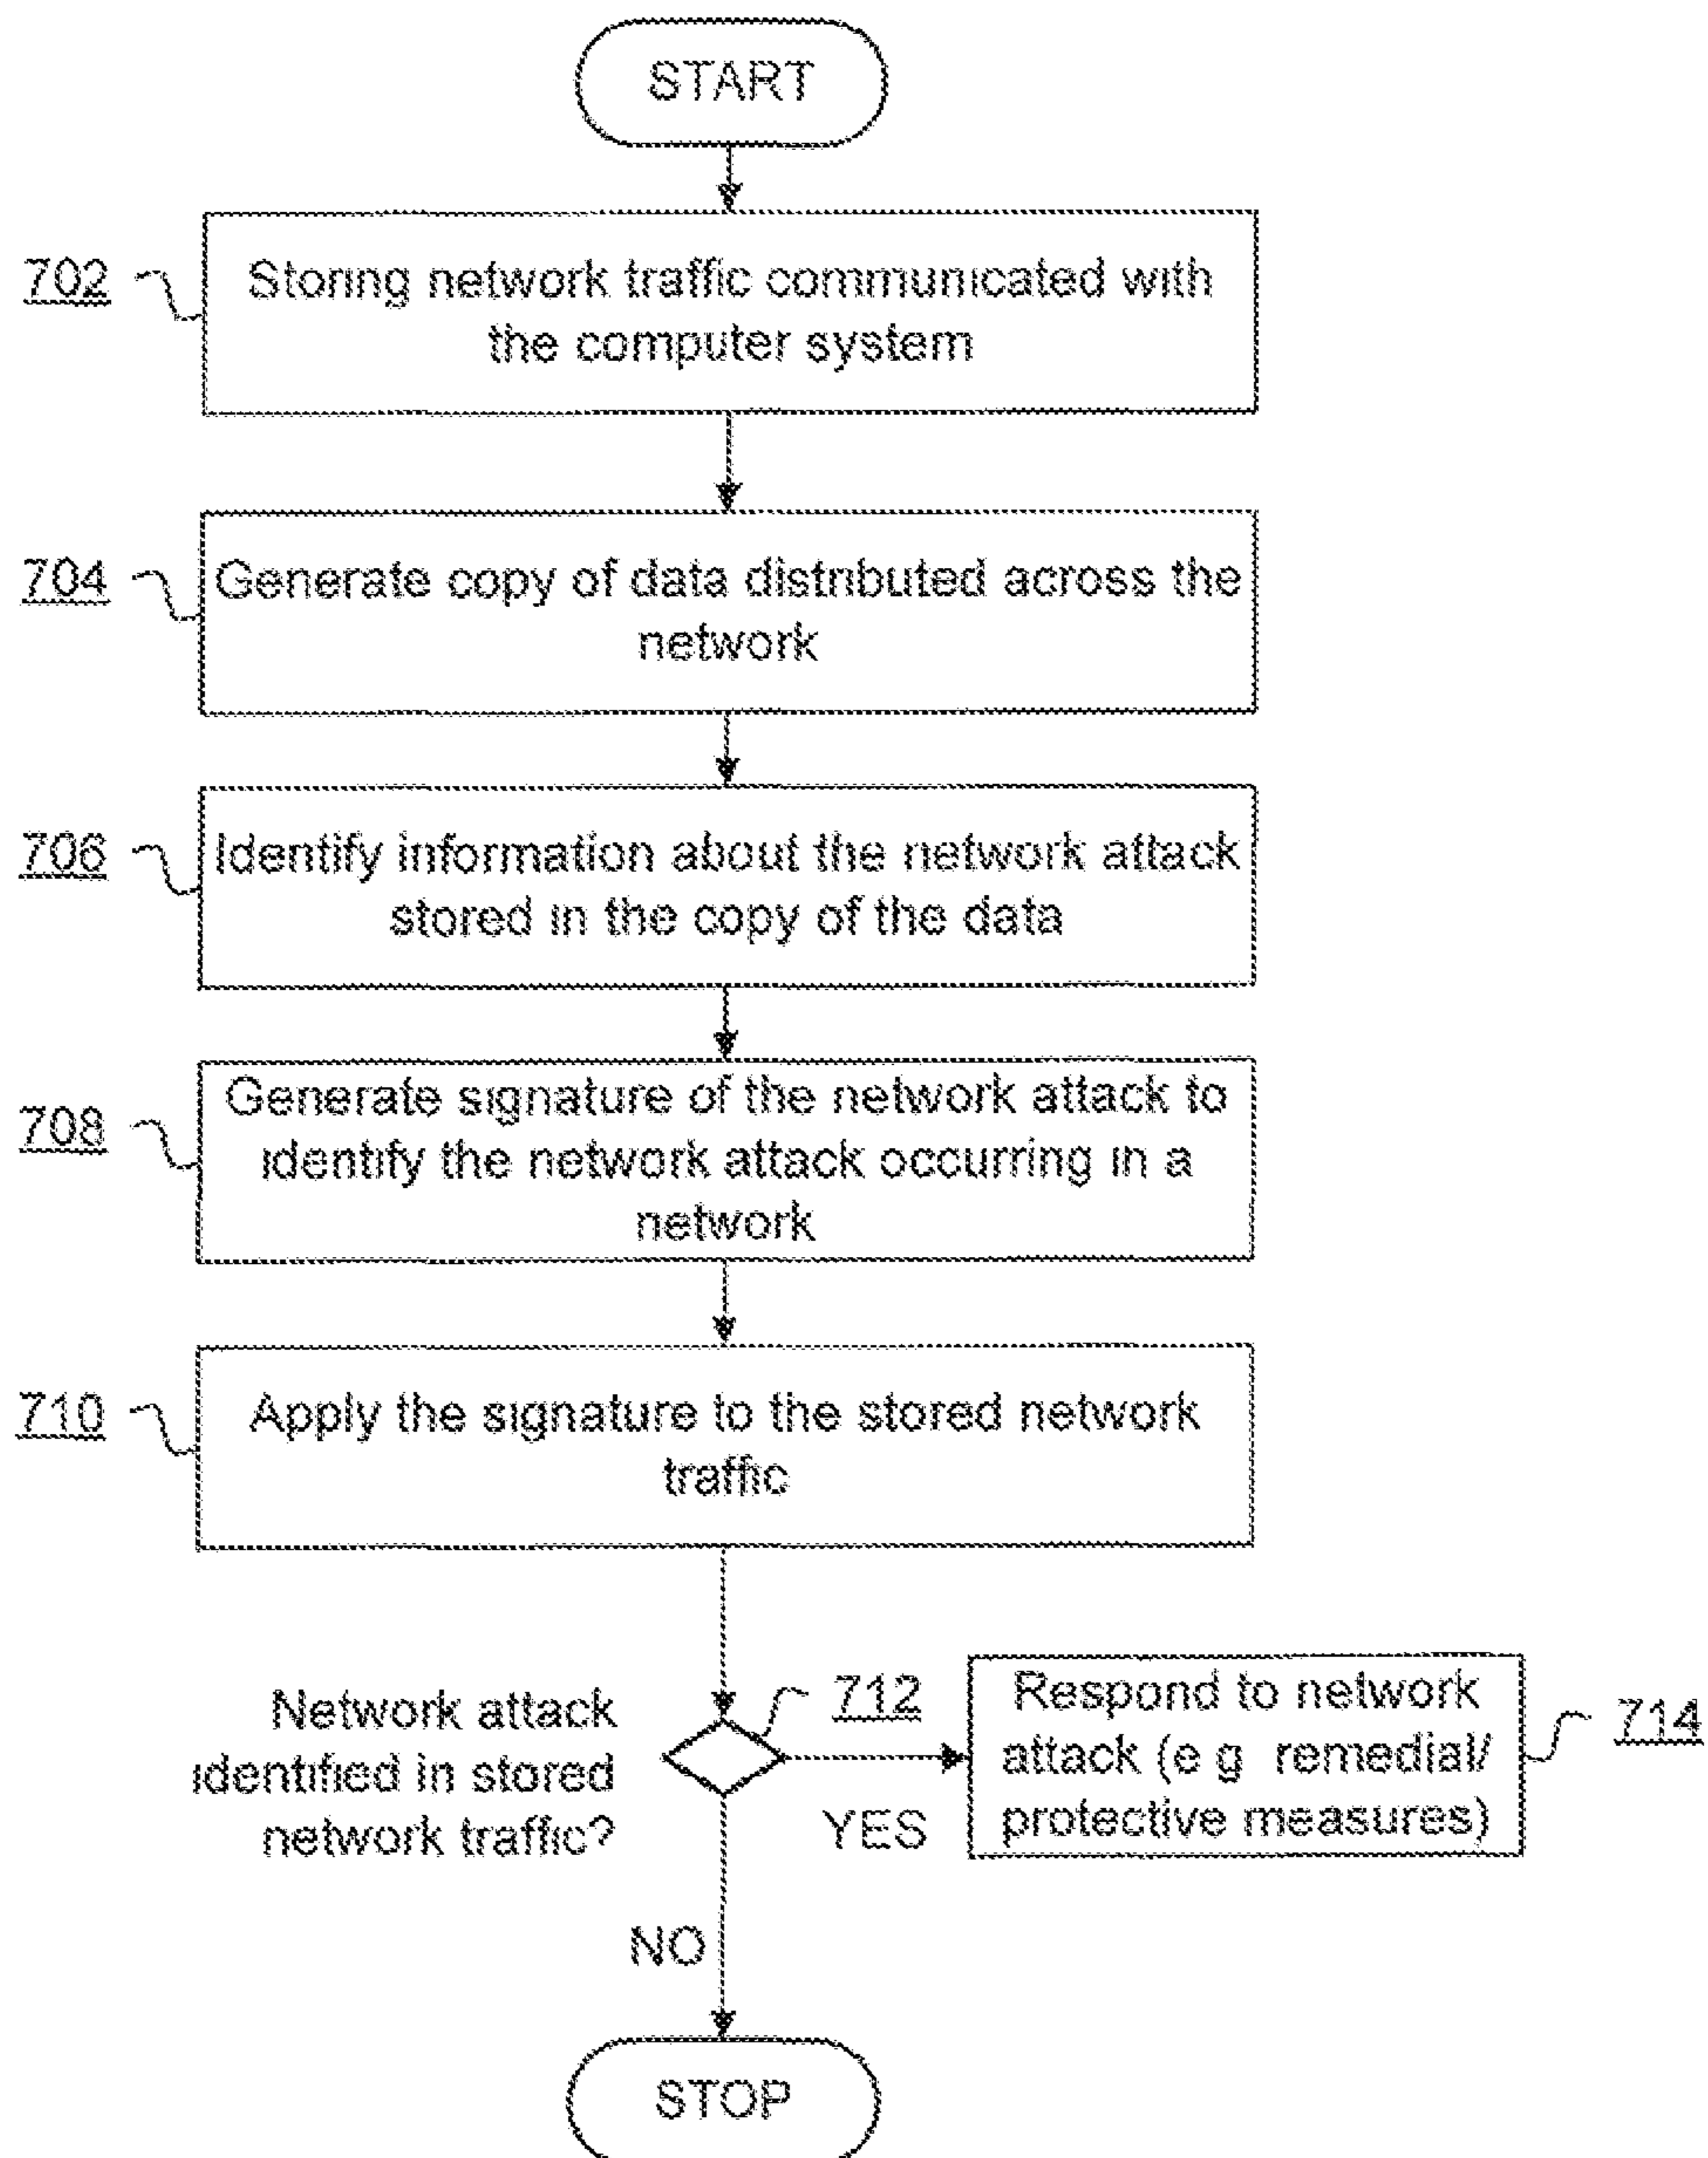 START
702
Storing network traffic communicated with
the computer system
704
Generate copy of data distributed across the
network
706
Identify information about the network attack
stored in the copy of the data
708
Generate signature of the network attack to
identify the network attack occurring in a
network
710
Apply the signature to the stored network
traffic
Network attack
identified in stored
network traffic?
712
YES
Respond to network
attack (e g remedial/
protective measures)
714
NO
STOP